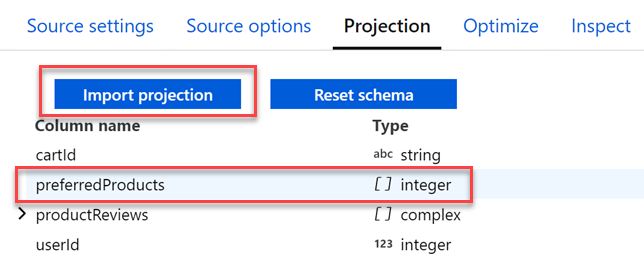 Source settings Source options Projection Optimize Inspect
Import projection Reset schema
Column name Type
cartId abc string
preferredProducts [ ] integer
productReviews [ ] complex
userId 123 integer